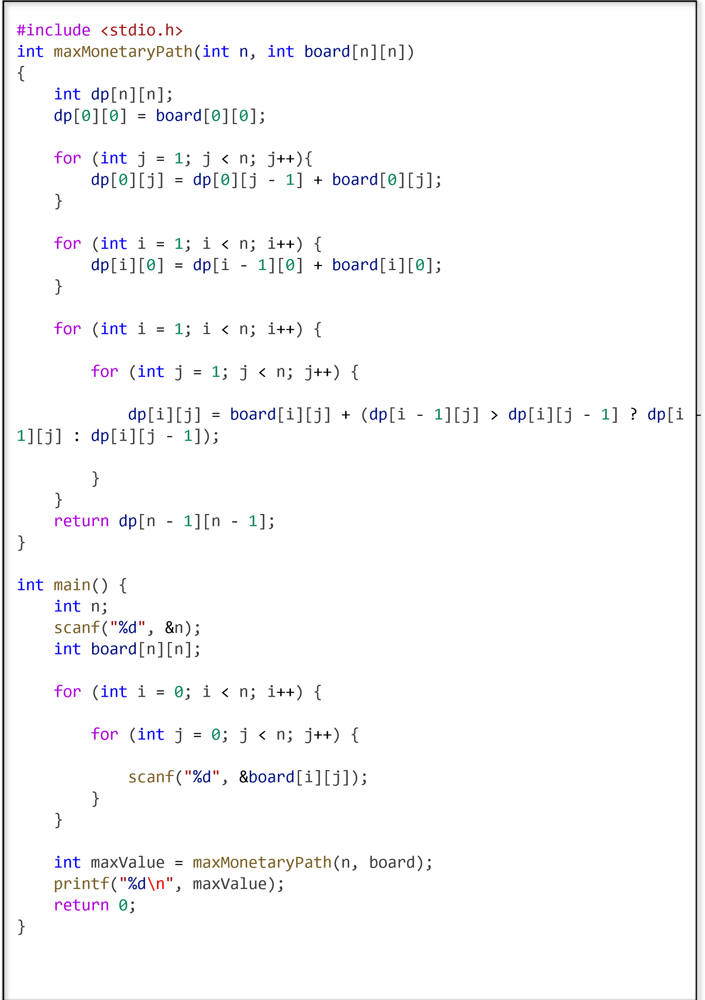 #include <stdio.h>
int maxMonetaryPath(int n, int board[n][n])
{
    int dp[n][n];
    dp[0][0] = board[0][0];
    for (int j = 1; j < n; j++){
        dp[0][j] = dp[0][j - 1] + board[0][j];
    }
    for (int i = 1; i < n; i++) {
        dp[i][0] = dp[i - 1][0] + board[i][0];
    }
    for (int i = 1; i < n; i++) {
        for (int j = 1; j < n; j++) {
            dp[i][j] = board[i][j] + (dp[i - 1][j] > dp[i][j - 1] ? dp[i -
1][j] : dp[i][j - 1]);
        }
    }
    return dp[n - 1][n - 1];
}
int main() {
    int n;
    scanf("%d", &n);
    int board[n][n];
    for (int i = 0; i < n; i++) {
        for (int j = 0; j < n; j++) {
            scanf("%d", &board[i][j]);
        }
    }
    int maxValue = maxMonetaryPath(n, board);
    printf("%d\n", maxValue);
    return 0;
}